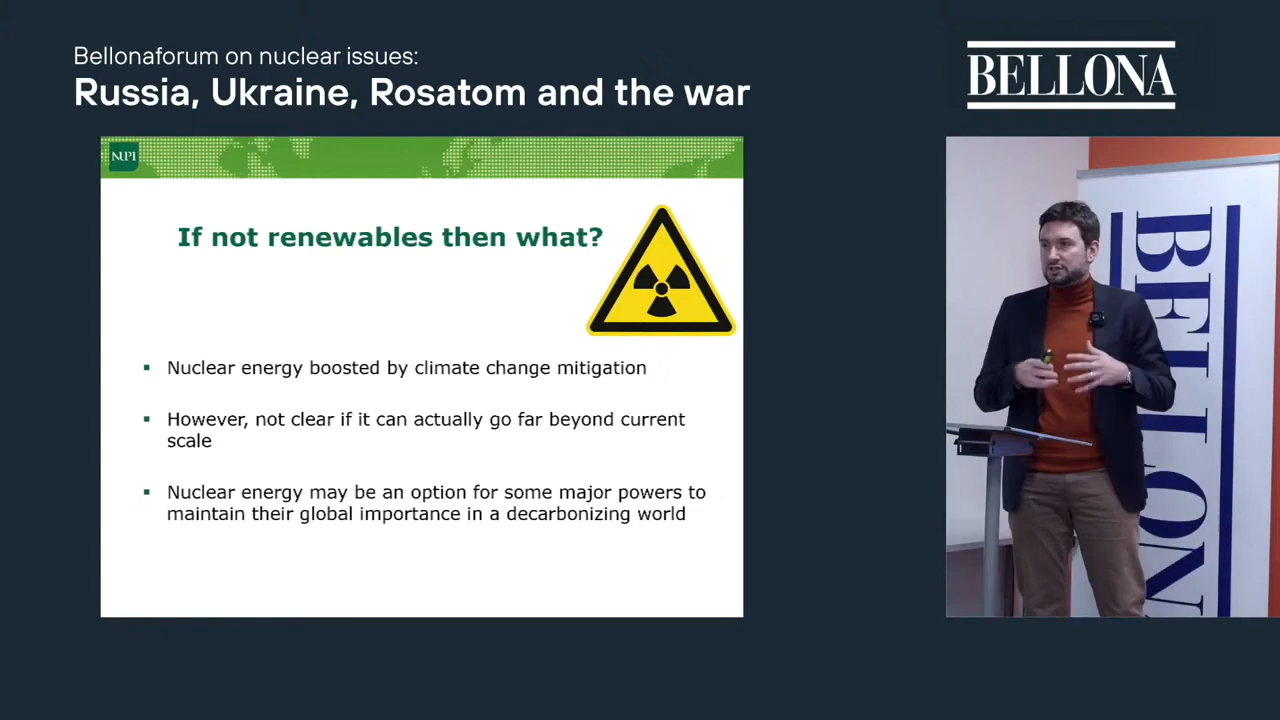 Bellonaforum on nuclear issues:
Russia, Ukraine, Rosatom and the war
BELLONA
NUPI
If not renewables then what?
Nuclear energy boosted by climate change mitigation
However, not clear if it can actually go far beyond current
scale
Nuclear energy may be an option for some major powers to
maintain their global importance in a decarbonizing world
BELLONA